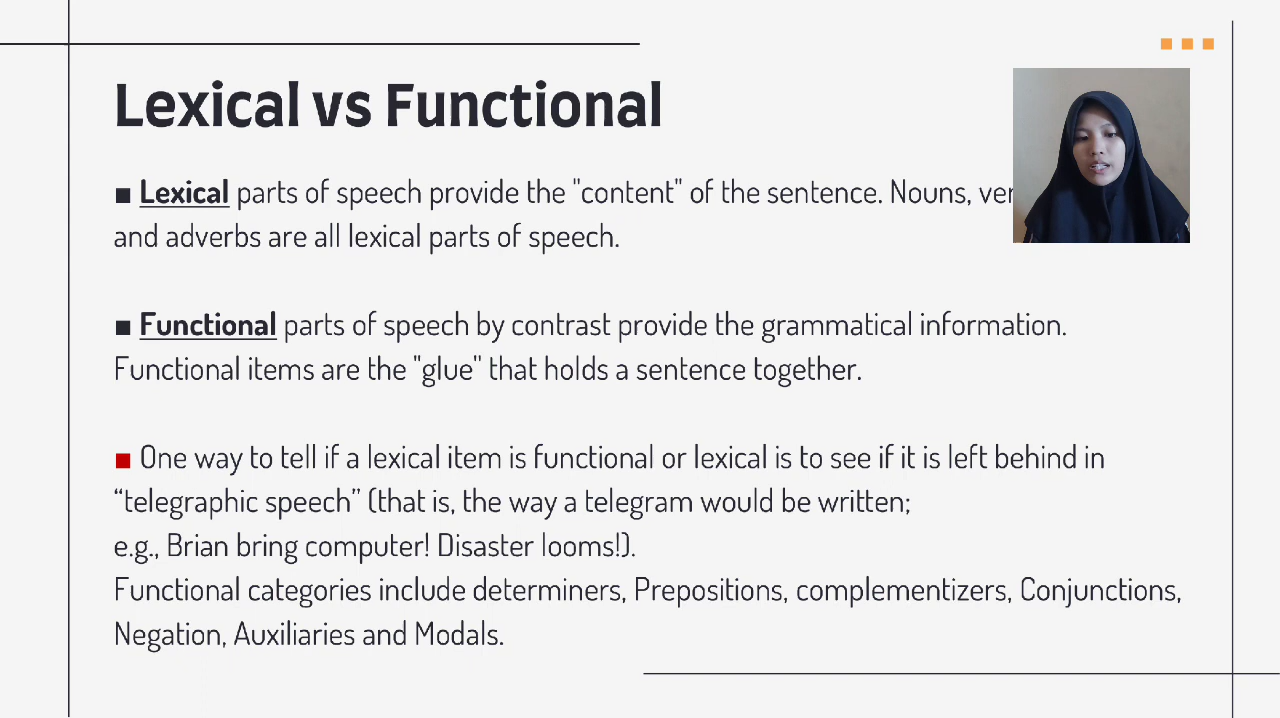 Lexical vs Functional
■ Lexical parts of speech provide the "content" of the sentence. Nouns,
and adverbs are all lexical parts of speech.
■ Functional parts of speech by contrast provide the grammatical information.
Functional items are the "glue" that holds a sentence together.
■ One way to tell if a lexical item is functional or lexical is to see if it is left behind in
“telegraphic speech” (that is, the way a telegram would be written;
e.g., Brian bring computer! Disaster looms!).
Functional categories include determiners, Prepositions, complementizers, Conjunctions,
Negation, Auxiliaries and Modals.